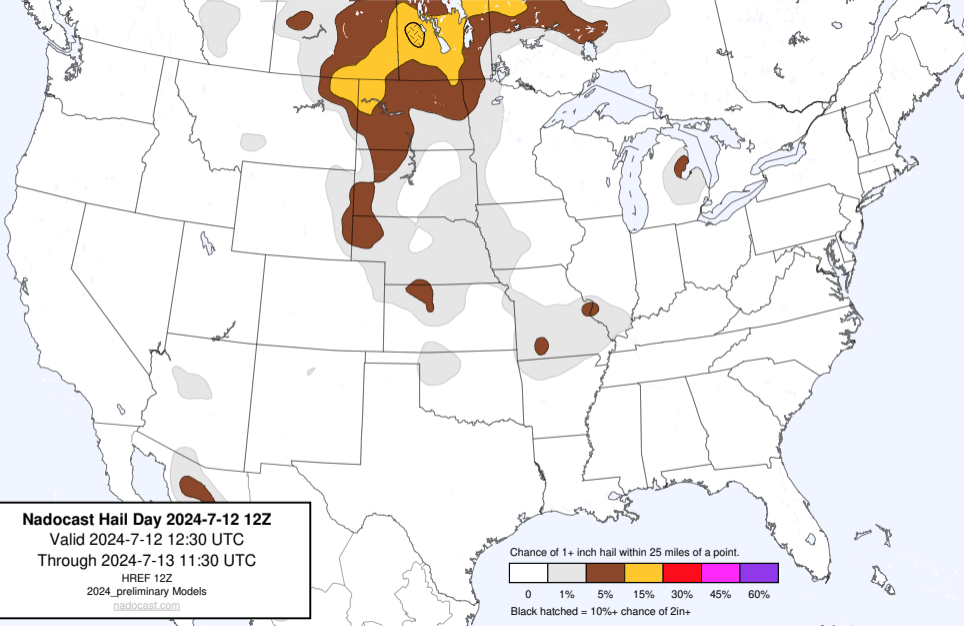 Nadocast Hail Day 2024-7-12 12Z
Valid 2024-7-12 12:30 UTC
Through 2024-7-13 11:30 UTC
HREF 12Z
2024_preliminary Models
nadocast.com
Chance of 1+ inch hail within 25 miles of a point.
0 1% 5% 15% 30% 45% 60%
Black hatched = 10%+ chance of 2in+